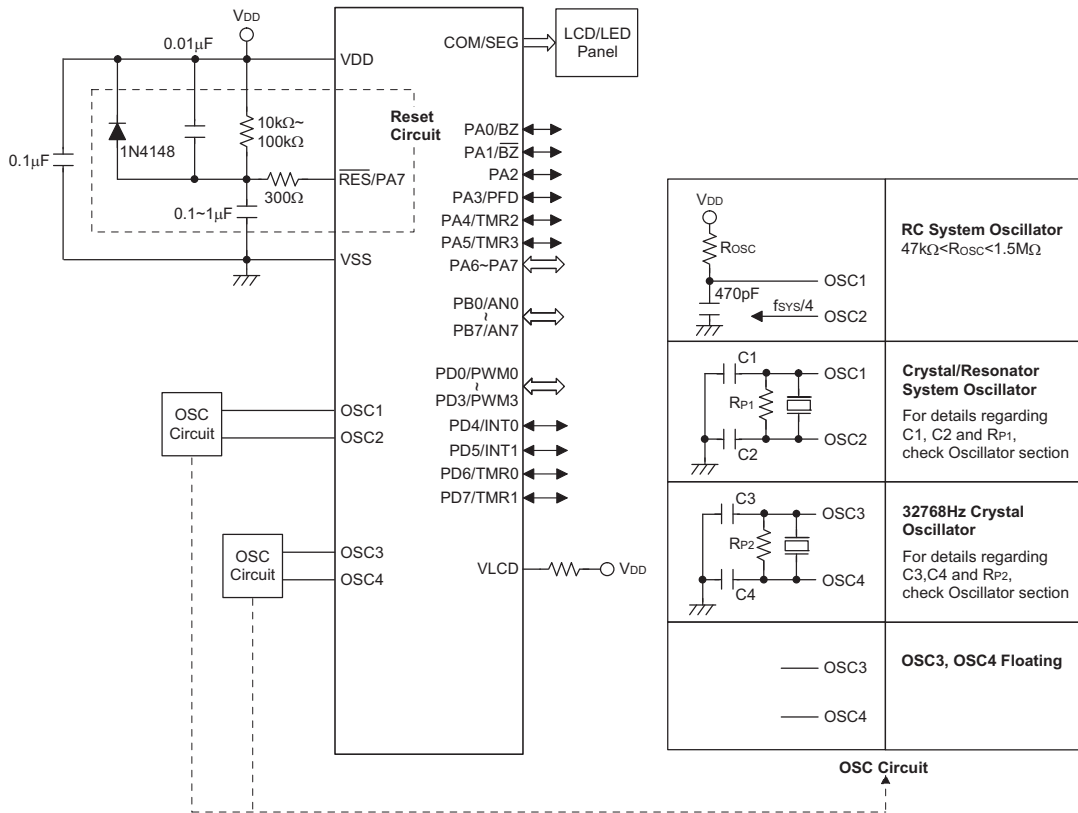 VDD
0.01μF
VDD
COM/SEG
LCD/LED
Panel
Reset
Circuit
10kΩ~
100kΩ
1N4148
0.1μF
RES/PA7
300Ω
0.1~1μF
VSS
PA0/BZ
PA1/BZ
PA2
PA3/PFD
PA4/TMR2
PA5/TMR3
PA6~PA7
PB0/AN0
~
PB7/AN7
PD0/PWM0
~
PD3/PWM3
PD4/INT0
PD5/INT1
PD6/TMR0
PD7/TMR1
OSC
Circuit
OSC1
OSC2
OSC
Circuit
OSC3
OSC4
VLCD
VDD
VDD
ROSC
470pF
OSC1
fSYS/4
OSC2
RC System Oscillator
47kΩ<ROSC<1.5MΩ
C1
RP1
C2
OSC1
OSC2
Crystal/Resonator
System Oscillator
For details regarding
C1, C2 and RP1,
check Oscillator section
C3
RP2
C4
OSC3
OSC4
32768Hz Crystal
Oscillator
For details regarding
C3,C4 and RP2,
check Oscillator section
OSC3
OSC4
OSC3, OSC4 Floating
OSC Circuit